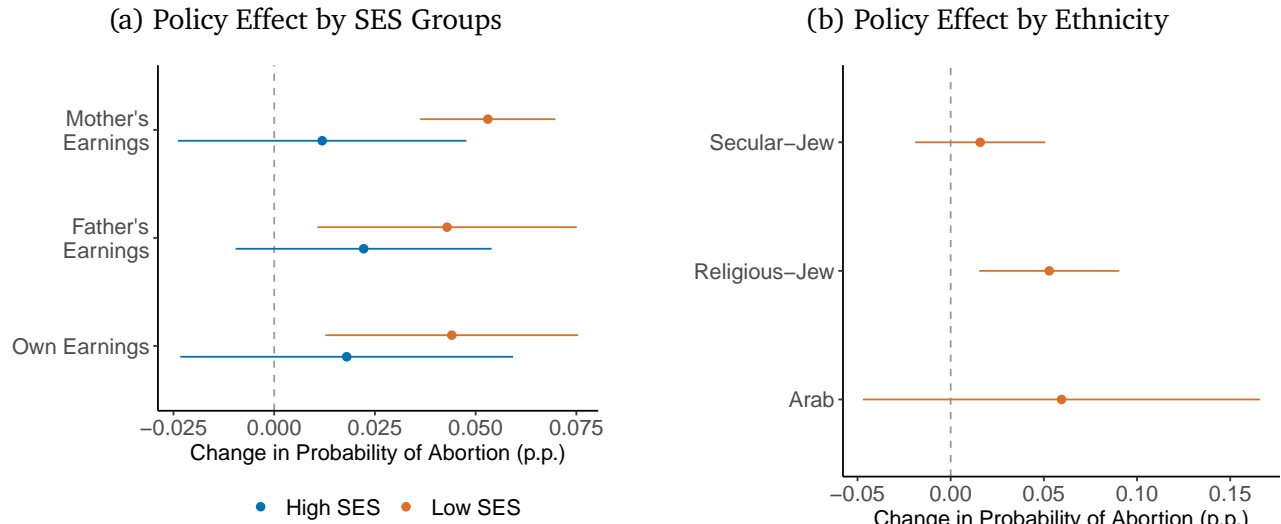 (a) Policy Effect by SES Groups
Mother's
Earnings
Father's
Earnings
Own Earnings
−0.025 0.000 0.025 0.050 0.075
Change in Probability of Abortion (p.p.)
High SES Low SES
(b) Policy Effect by Ethnicity
Secular−Jew
Religious−Jew
Arab
−0.05 0.00 0.05 0.10 0.15
Change in Probability of Abortion (p.p.)